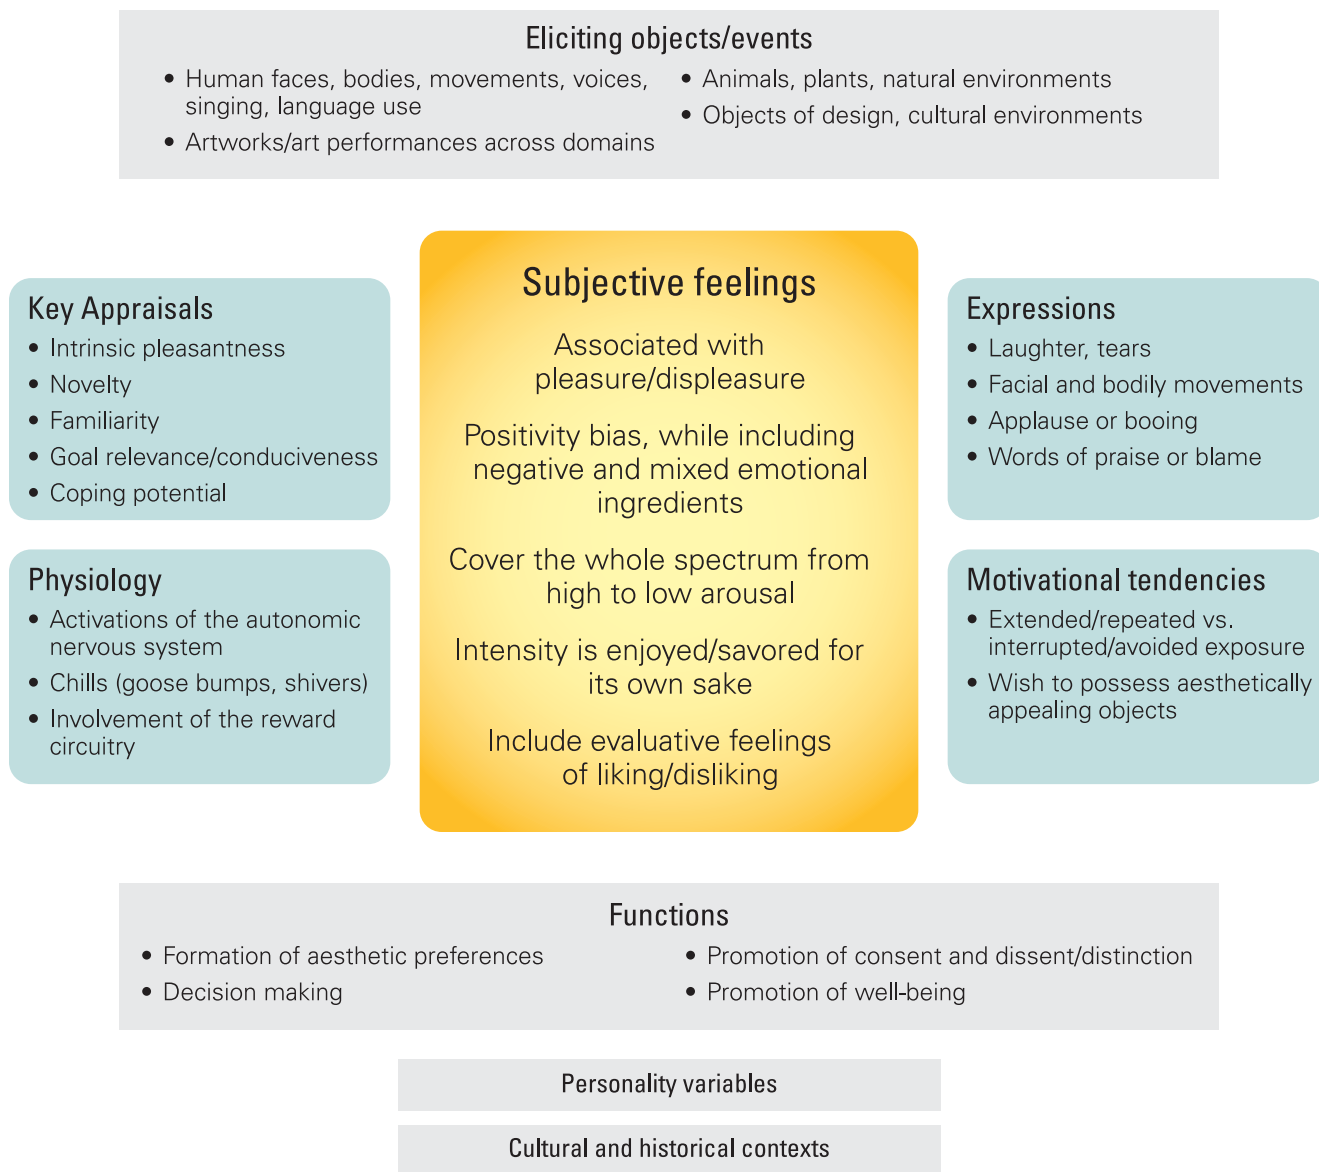 Eliciting objects/events
• Human faces, bodies, movements, voices,
singing, language use
• Artworks/art performances across domains
• Animals, plants, natural environments
• Objects of design, cultural environments
Key Appraisals
• Intrinsic pleasantness
• Novelty
• Familiarity
• Goal relevance/conduciveness
• Coping potential
Physiology
• Activations of the autonomic
nervous system
• Chills (goose bumps, shivers)
• Involvement of the reward
circuitry
Subjective feelings
Associated with
pleasure/displeasure
Positivity bias, while including
negative and mixed emotional
ingredients
Cover the whole spectrum from
high to low arousal
Intensity is enjoyed/savored for
its own sake
Include evaluative feelings
of liking/disliking
Expressions
• Laughter, tears
• Facial and bodily movements
• Applause or booing
• Words of praise or blame
Motivational tendencies
• Extended/repeated vs.
interrupted/avoided exposure
• Wish to possess aesthetically
appealing objects
Functions
• Formation of aesthetic preferences
• Decision making
• Promotion of consent and dissent/distinction
• Promotion of well-being
Personality variables
Cultural and historical contexts